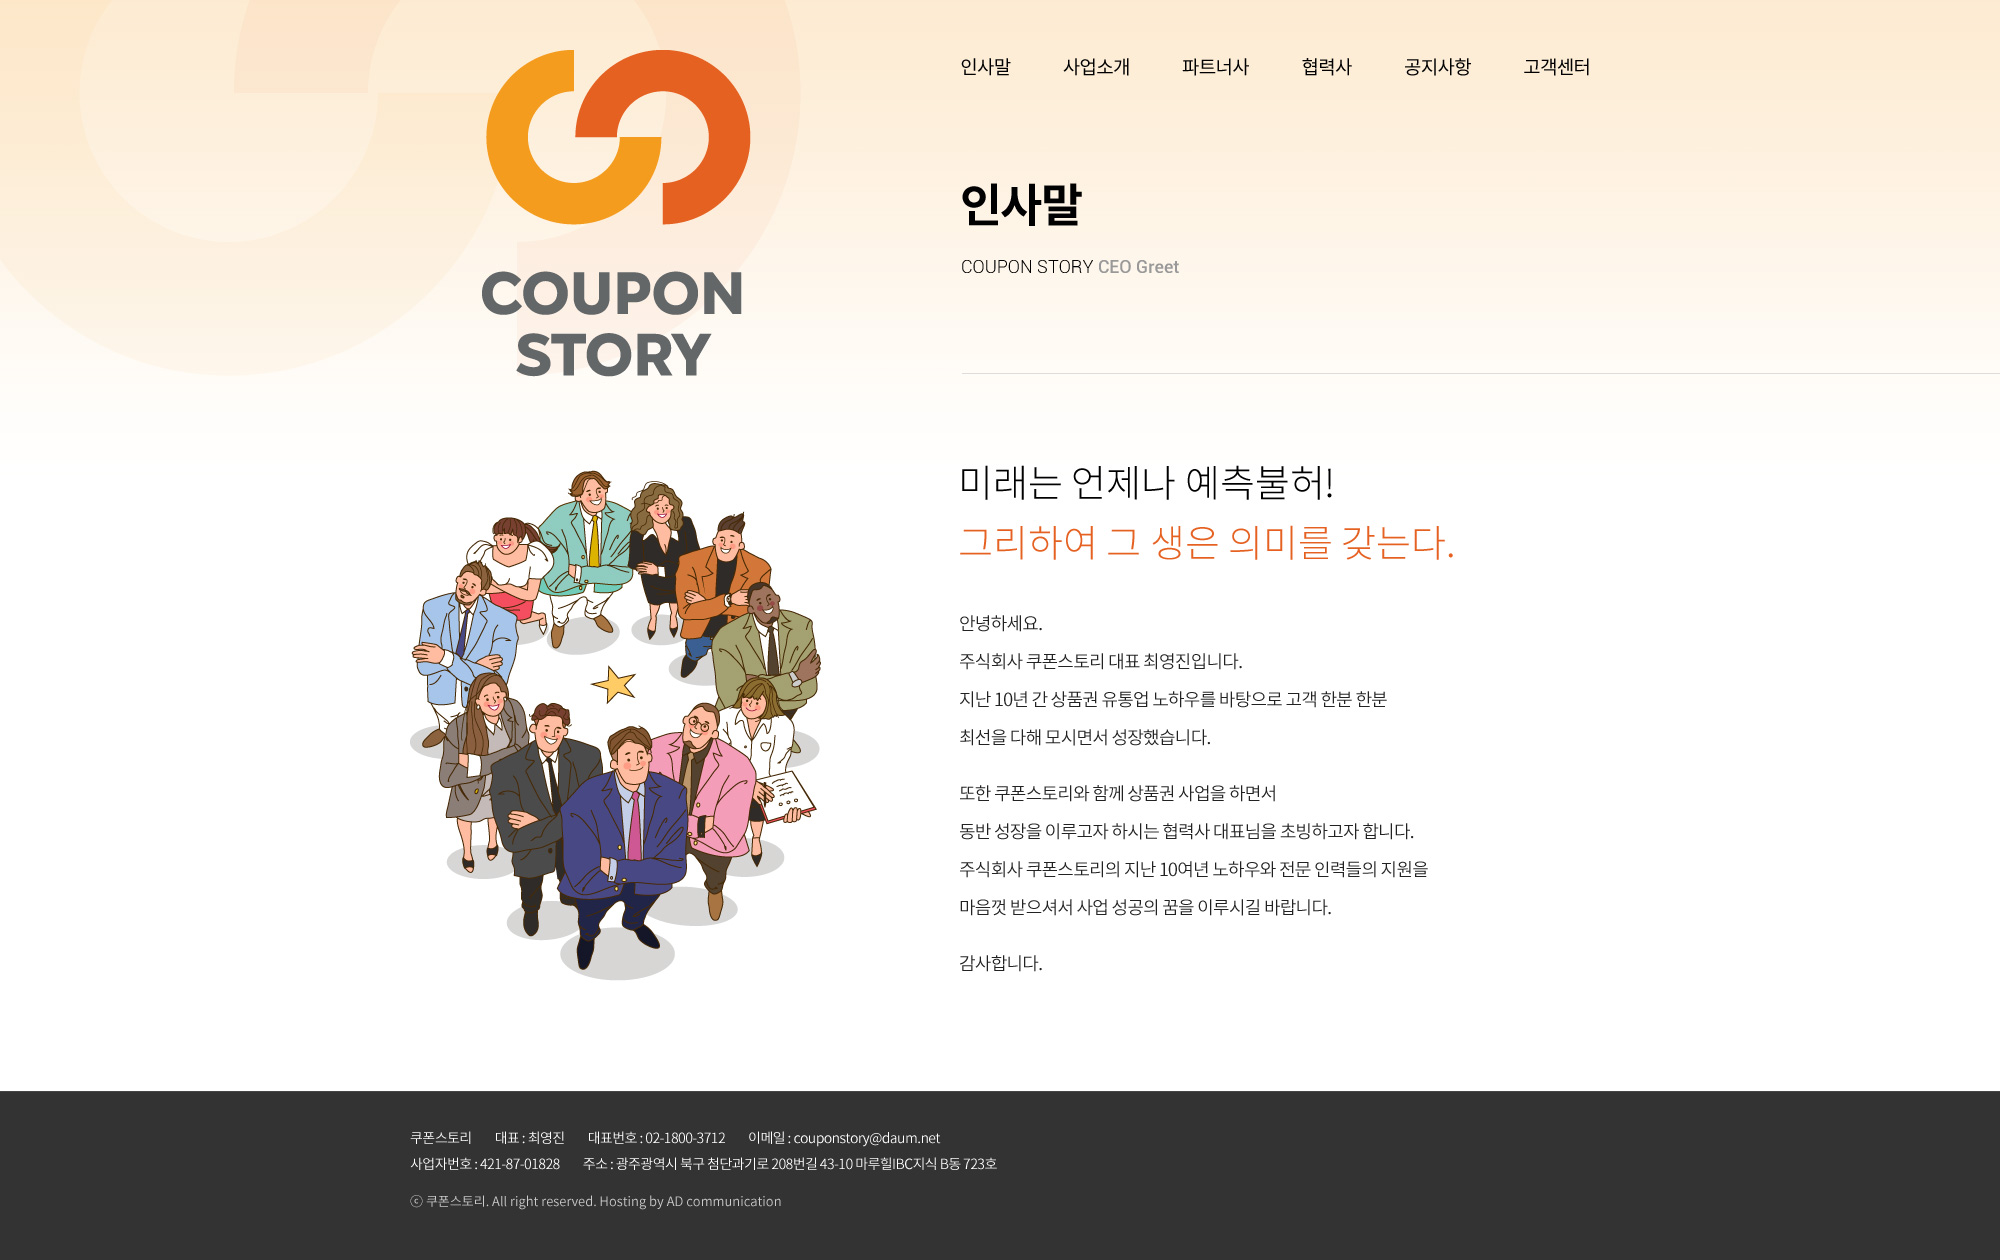 인사말 사업소개 파트너사 협력사 공지사항 고객센터
COUPON
STORY
인사말
COUPON STORY CEO Greet
미래는 언제나 예측불허!
그리하여 그 생은 의미를 갖는다.
안녕하세요.
주식회사 쿠폰스토리 대표 최영진입니다.
지난 10년 간 상품권 유통업 노하우를 바탕으로 고객 한분 한분
최선을 다해 모시면서 성장했습니다.
또한 쿠폰스토리와 함께 상품권 사업을 하면서
동반 성장을 이루고자 하시는 협력사 대표님을 초빙하고자 합니다.
주식회사 쿠폰스토리의 지난 10여년 노하우와 전문 인력들의 지원을
마음껏 받으셔서 사업 성공의 꿈을 이루시길 바랍니다.
감사합니다.
쿠폰스토리 대표 : 최영진 대표번호 : 02-1800-3712 이메일 : couponstory@daum.net
사업자번호 : 421-87-01828 주소 : 광주광역시 북구 첨단과기로 208번길 43-10 마루힐IBC지식 B동 723호
ⓒ 쿠폰스토리. All right reserved. Hosting by AD communication